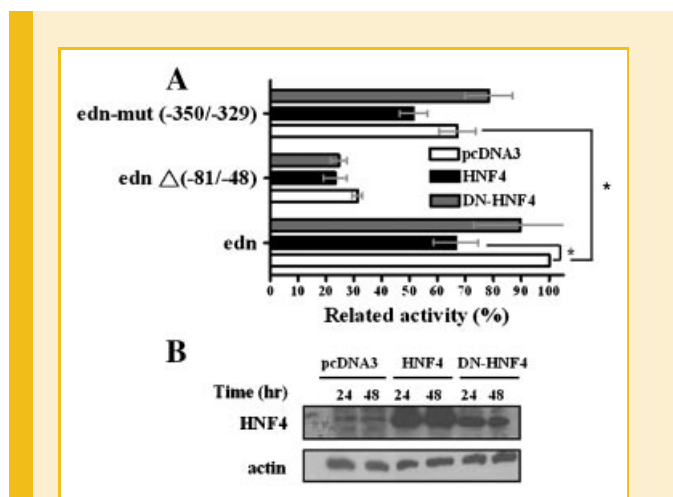 A
edn-mut (-350/-329)
edn △(-81/-48)
edn
pcDNA3
HNF4
DN-HNF4
*
*
0 10 20 30 40 50 60 70 80 90 100
Related activity (%)
B
pcDNA3 HNF4 DN-HNF4
Time (hr) 24 48 24 48 24 48
HNF4
actin